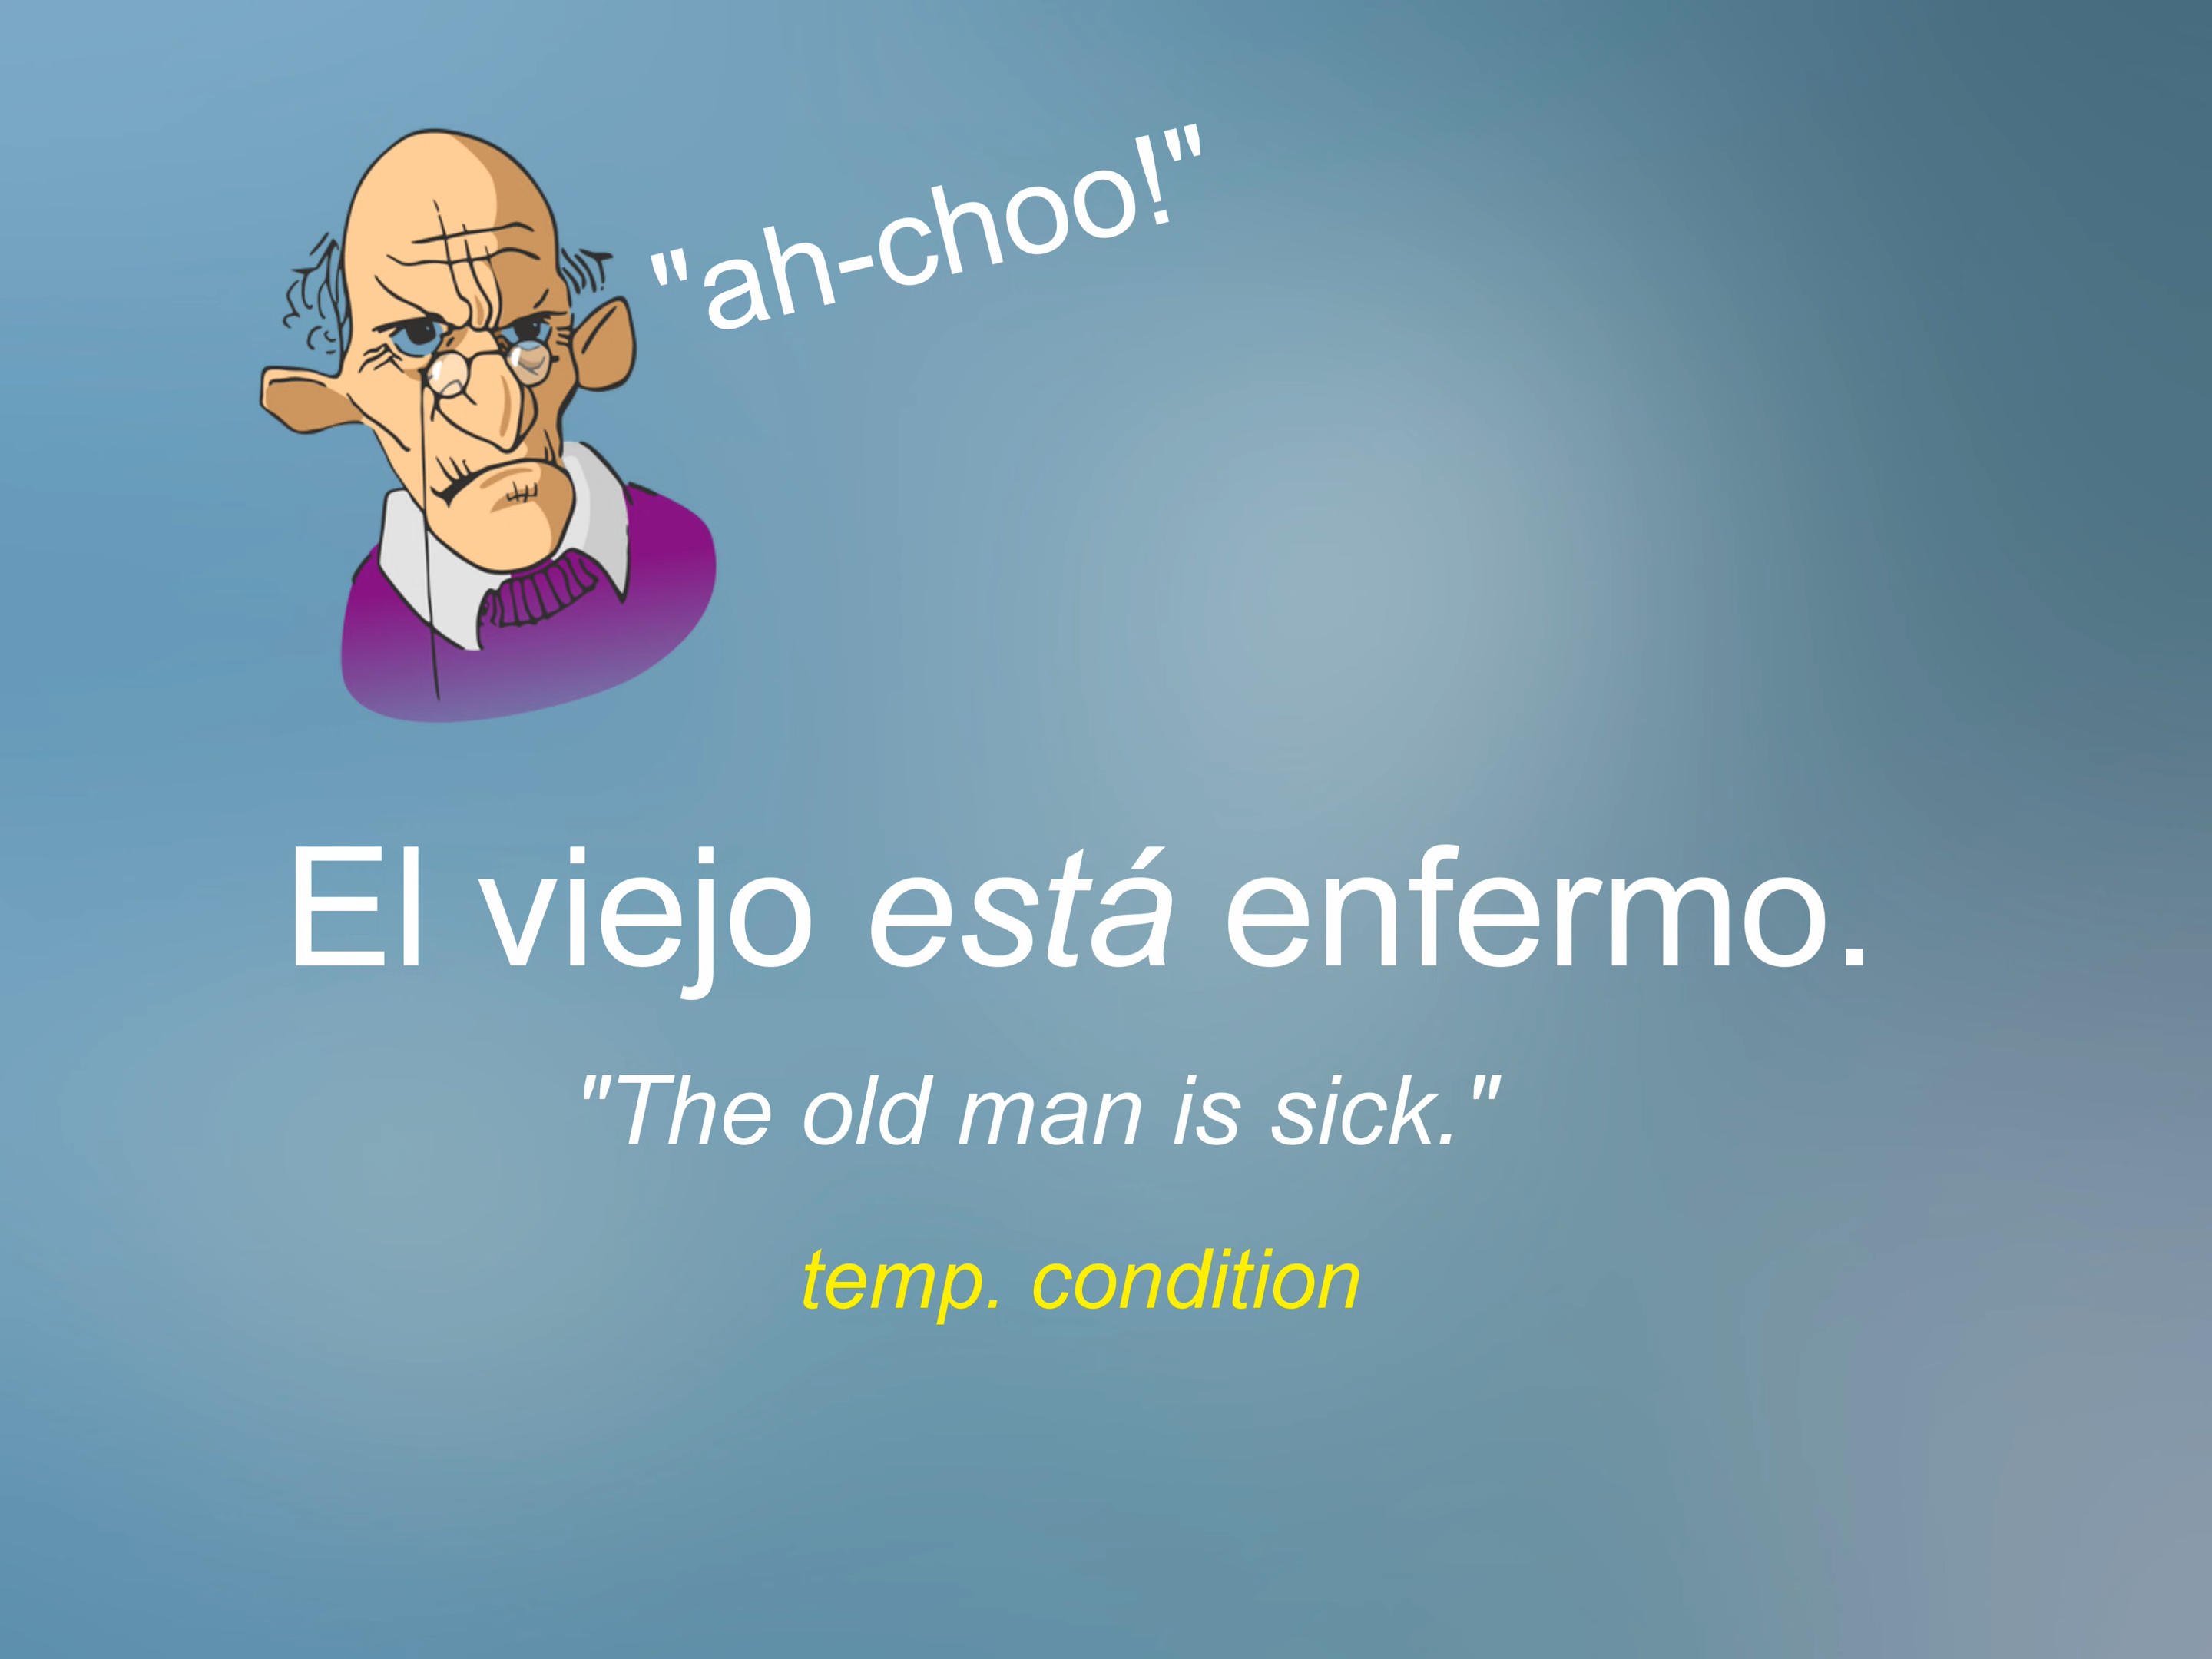 "ah-choo!"
El viejo está enfermo.
"The old man is sick."
temp. condition